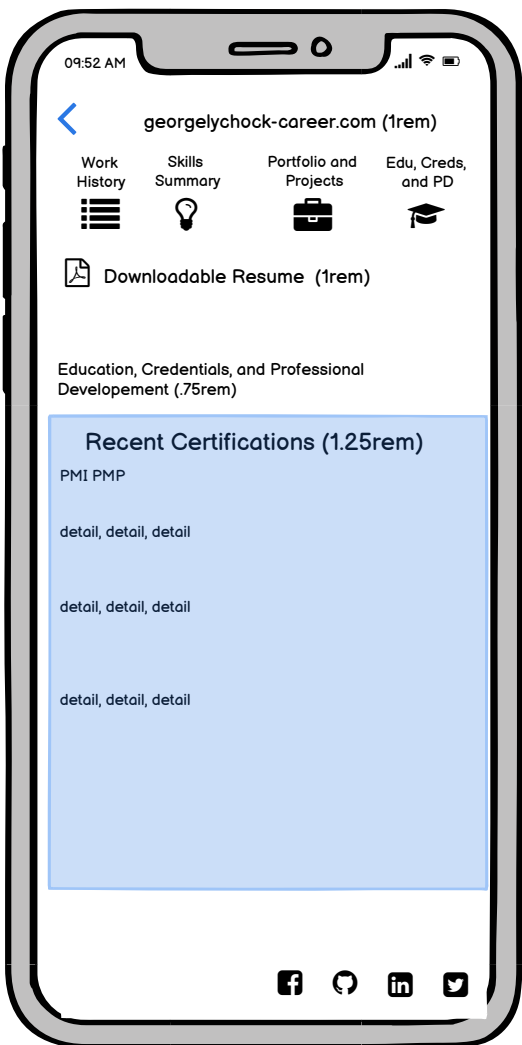 09:52 AM
georgelychock-career.com (1rem)
Work
History
Skills
Summary
Portfolio and
Projects
Edu, Creds,
and PD
Downloadable Resume (1rem)
Education, Credentials, and Professional
Developement (.75rem)
Recent Certifications (1.25rem)
PMI PMP
detail, detail, detail
detail, detail, detail
detail, detail, detail